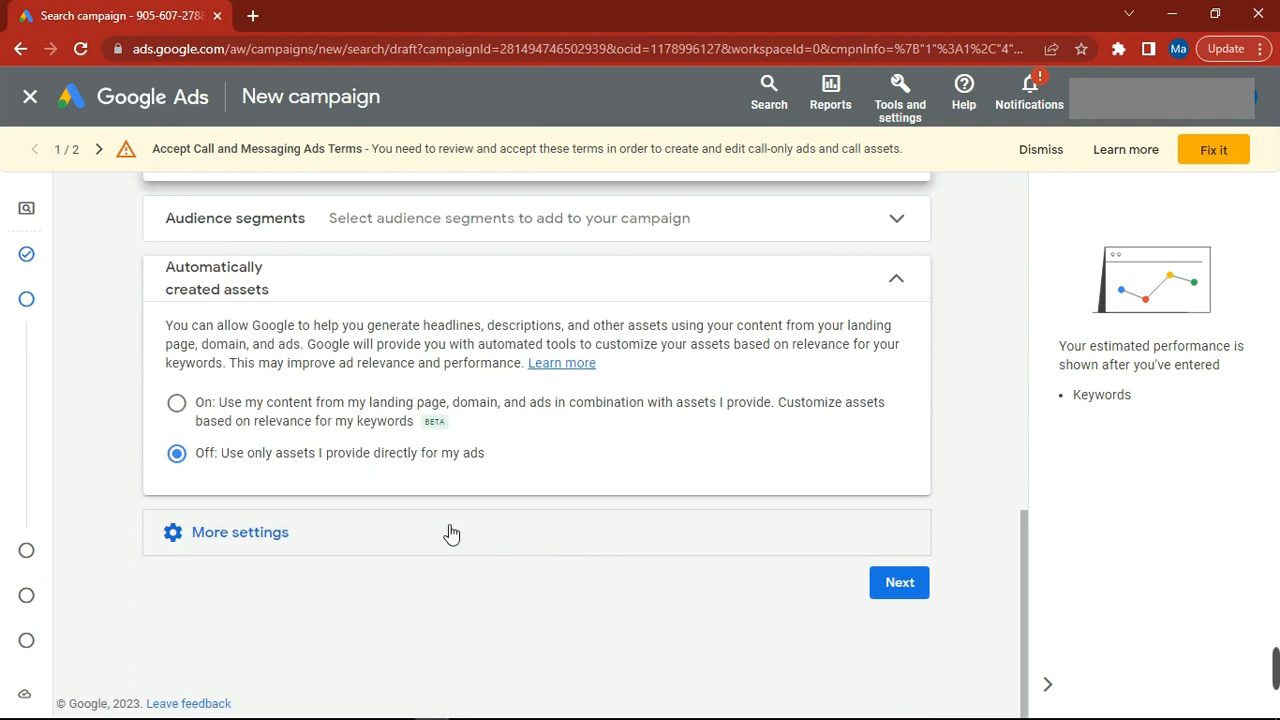 Search campaign - 905-607-2788
ads.google.com/aw/campaigns/new/search/draft?campaignId=281494746502939&ocid=1178996127&workspaceId=0&cmpnInfo=%7B"1"%3A1%2C"4"...
Ma
Update
Google Ads
New campaign
Search
Reports
Tools and
settings
Help
Notifications
1 / 2
Accept Call and Messaging Ads Terms - You need to review and accept these terms in order to create and edit call-only ads and call assets.
Dismiss
Learn more
Fix it
Audience segments
Select audience segments to add to your campaign
Automatically
created assets
You can allow Google to help you generate headlines, descriptions, and other assets using your content from your landing
page, domain, and ads. Google will provide you with automated tools to customize your assets based on relevance for your
keywords. This may improve ad relevance and performance. Learn more
On: Use my content from my landing page, domain, and ads in combination with assets I provide. Customize assets
based on relevance for my keywords BETA
Off: Use only assets I provide directly for my ads
More settings
Next
Your estimated performance is
shown after you've entered
• Keywords
© Google, 2023. Leave feedback